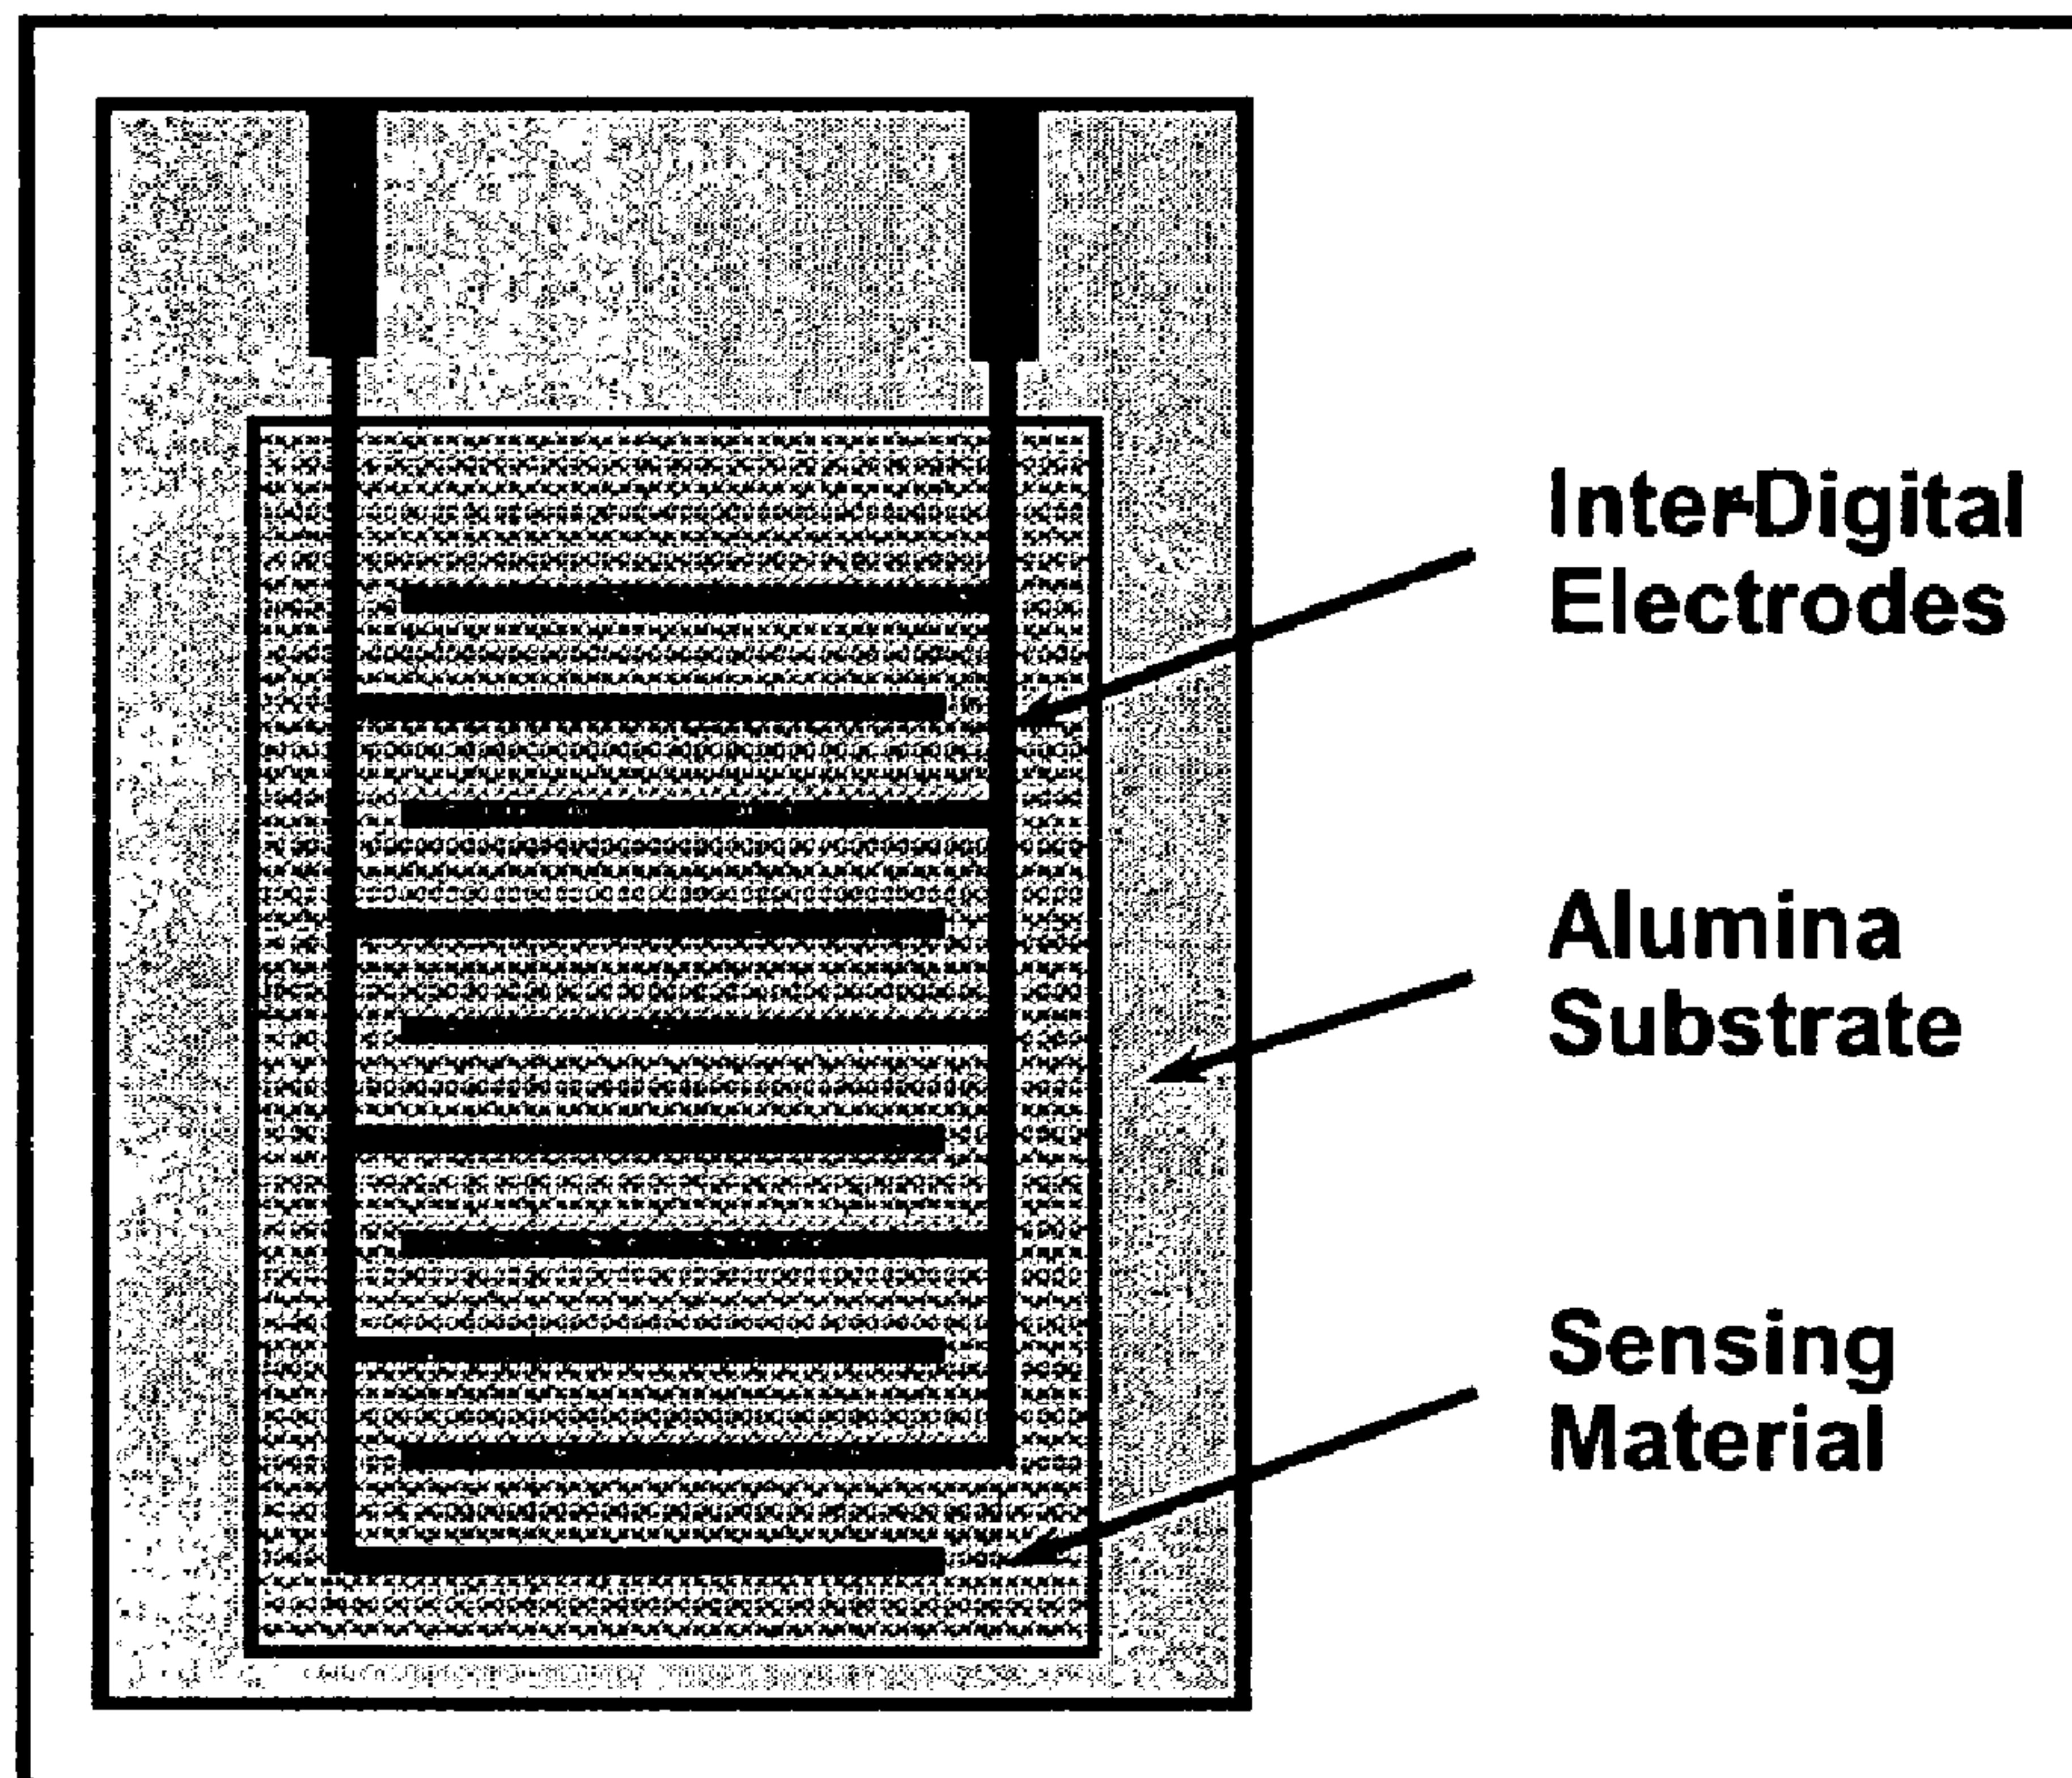 Inter-Digital
Electrodes
Alumina
Substrate
Sensing
Material